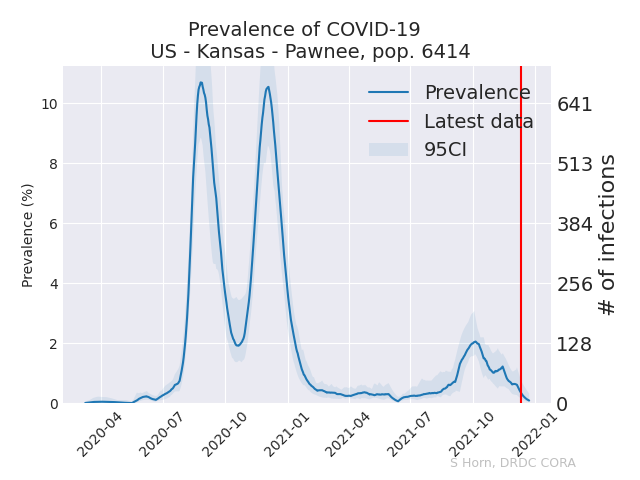 Prevalence of COVID-19
US - Kansas - Pawnee, pop. 6414
Prevalence
Latest data
95CI
Prevalence (%)
10
8
6
4
2
0
641
513
384
256
128
0
# of infections
2020-04
2020-07
2020-10
2021-01
2021-04
2021-07
2021-10
2022-01
S Horn, DRDC CORA